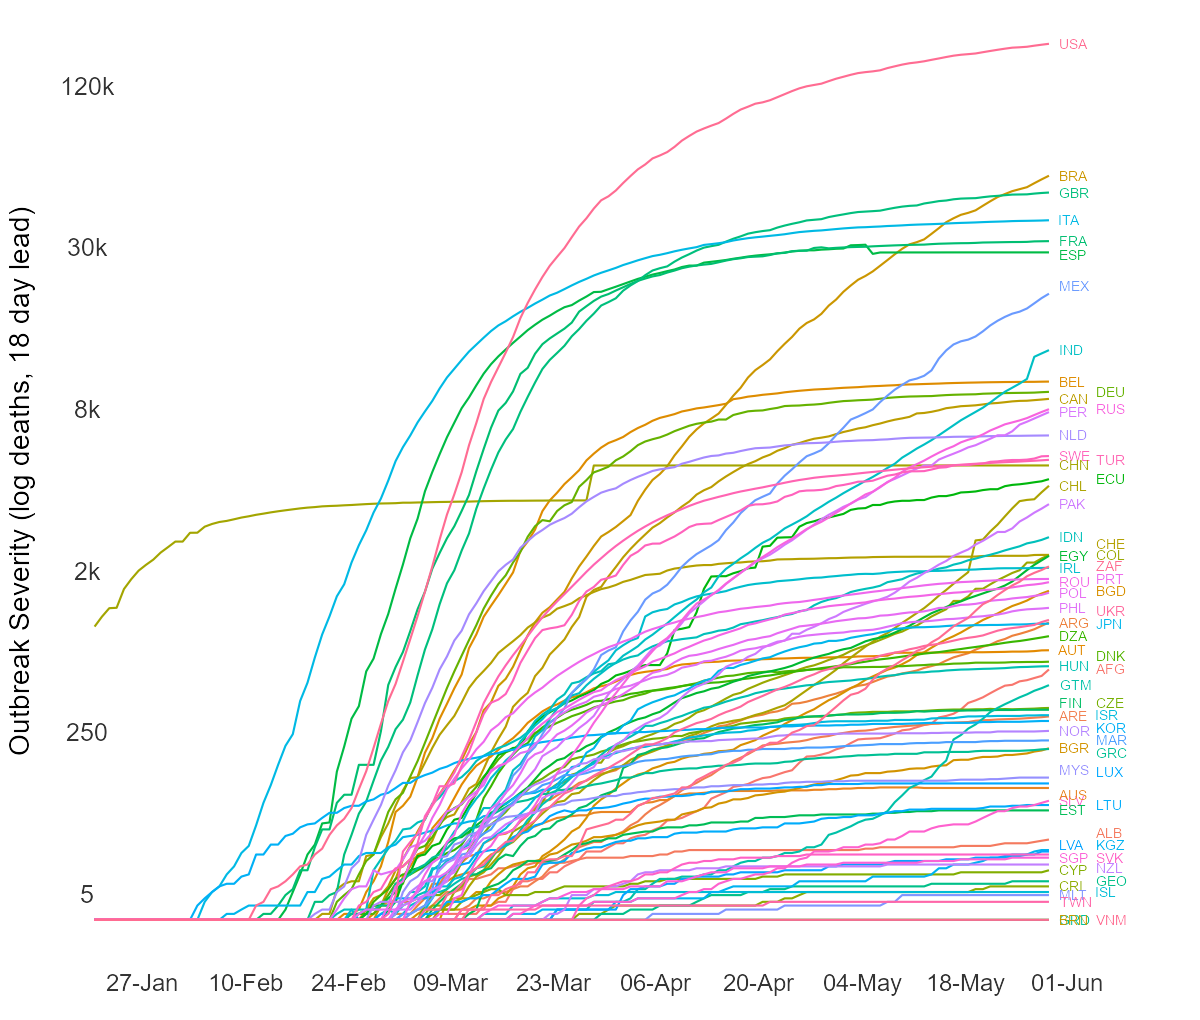 Outbreak Severity (log deaths, 18 day lead)
120k
30k
8k
2k
250
5
27-Jan
10-Feb
24-Feb
09-Mar
23-Mar
06-Apr
20-Apr
04-May
18-May
01-Jun
USA
BRA
GBR
ITA
FRA
ESP
MEX
IND
BEL
DEU
CAN
PER RUS
NLD
SWE
CHN TUR
ECU
CHL
PAK
IDN
CHE
EGY COL
IRL ZAF
ROU PRT
POL BGD
PHL
UKR
ARG JPN
DZA
AUT
DNK
HUN AFG
GTM
FIN CZE
ARE ISR
NOR KOR
MAR
BGR GRC
MYS LUX
AUS
SLV
EST LTU
ALB
LVA KGZ
SGP SVK
CYP NZL
CRI GEO
MLT ISL
TWN
VNM